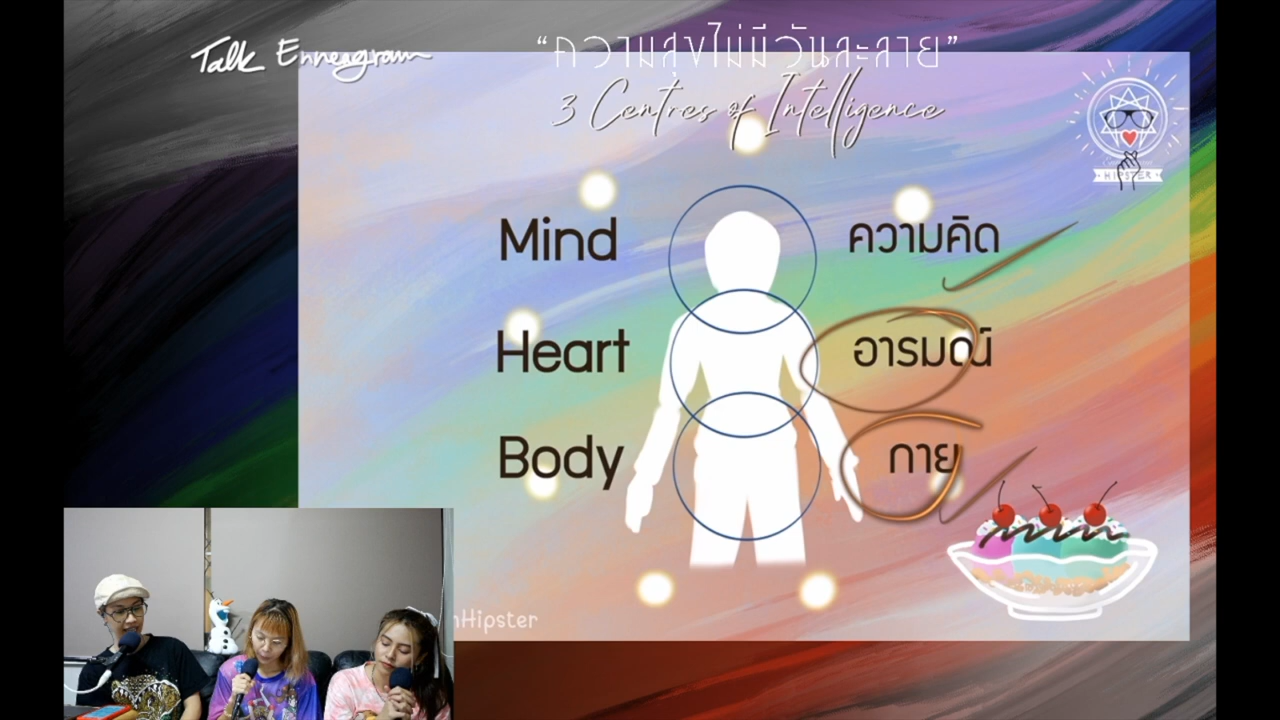 Talk Enneagram
“ความสุขไม่มีวันละลาย”
3 Centres of Intelligence
HIPSTER
Mind
ความคิด
Heart
อารมณ์
Body
กาย
nHipster